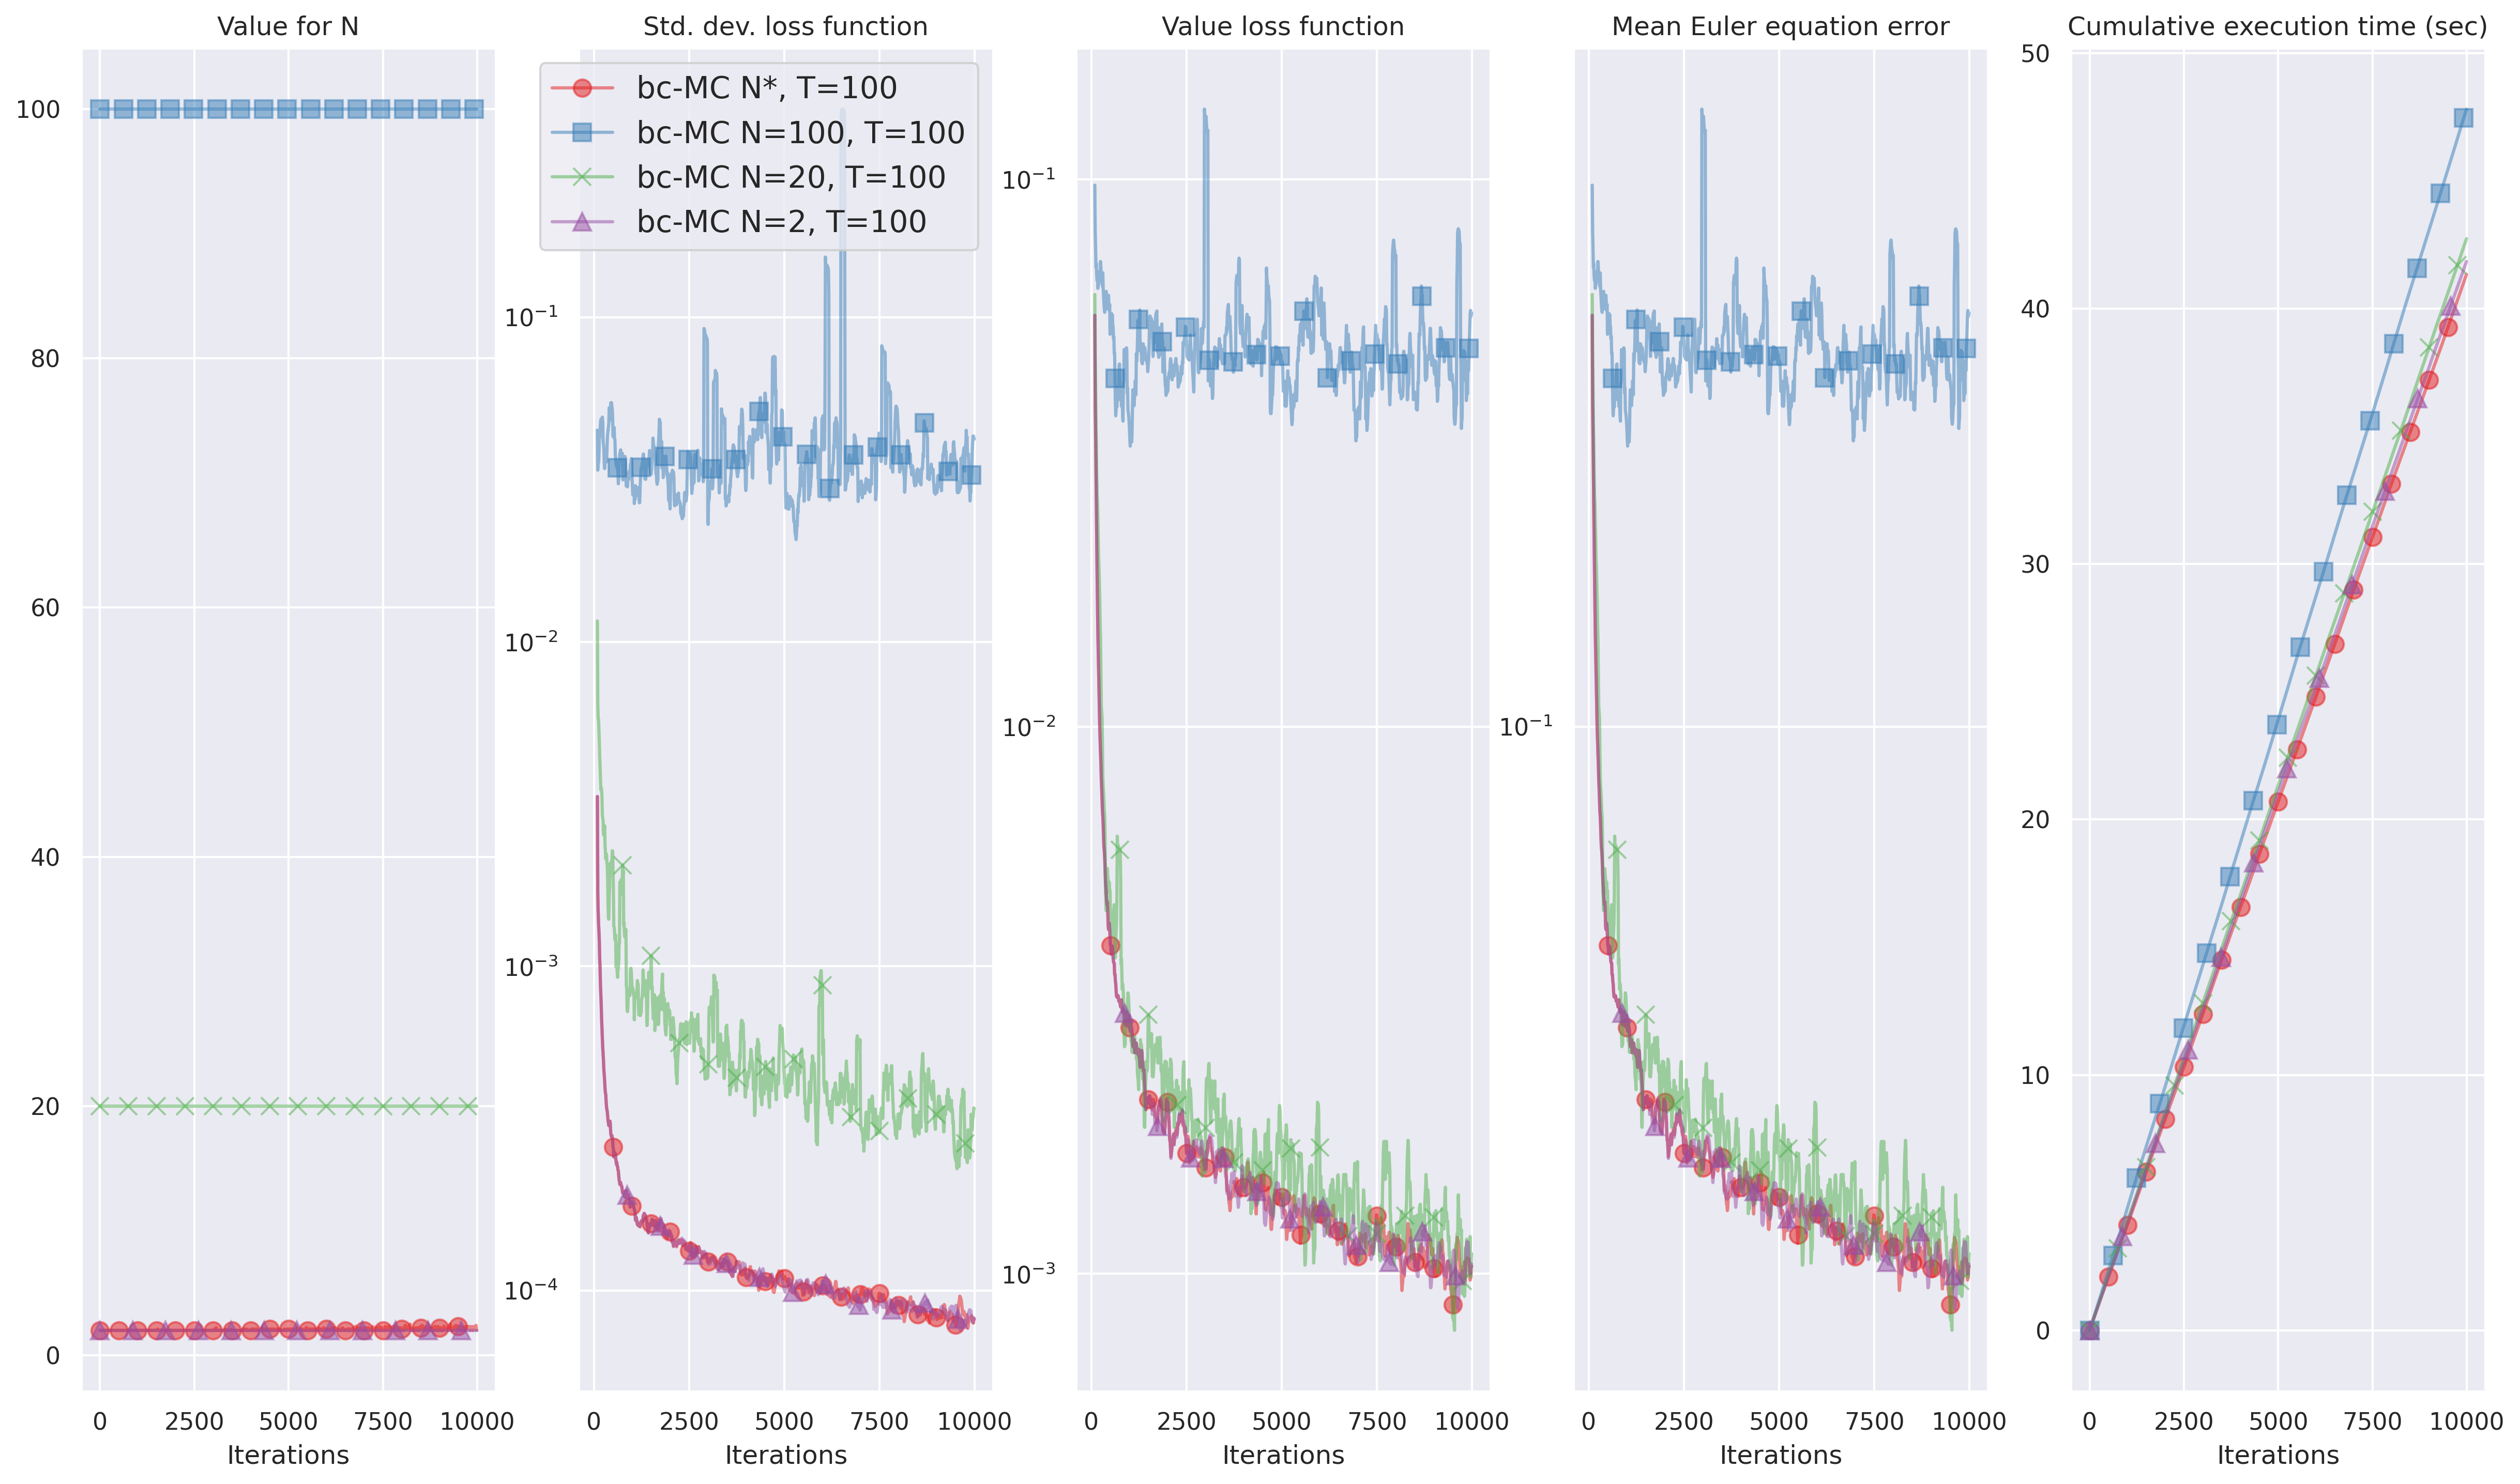 Value for N
Std. dev. loss function
Value loss function
Mean Euler equation error
Cumulative execution time (sec)
bc-MC N*, T=100
bc-MC N=100, T=100
bc-MC N=20, T=100
bc-MC N=2, T=100
100
80
60
40
20
0
10⁻¹
10⁻²
10⁻³
10⁻⁴
10⁻¹
10⁻²
10⁻³
10⁻¹
50
40
30
20
10
0
0 2500 5000 7500 10000
0 2500 5000 7500 10000
0 2500 5000 7500 10000
0 2500 5000 7500 10000
0 2500 5000 7500 10000
Iterations
Iterations
Iterations
Iterations
Iterations